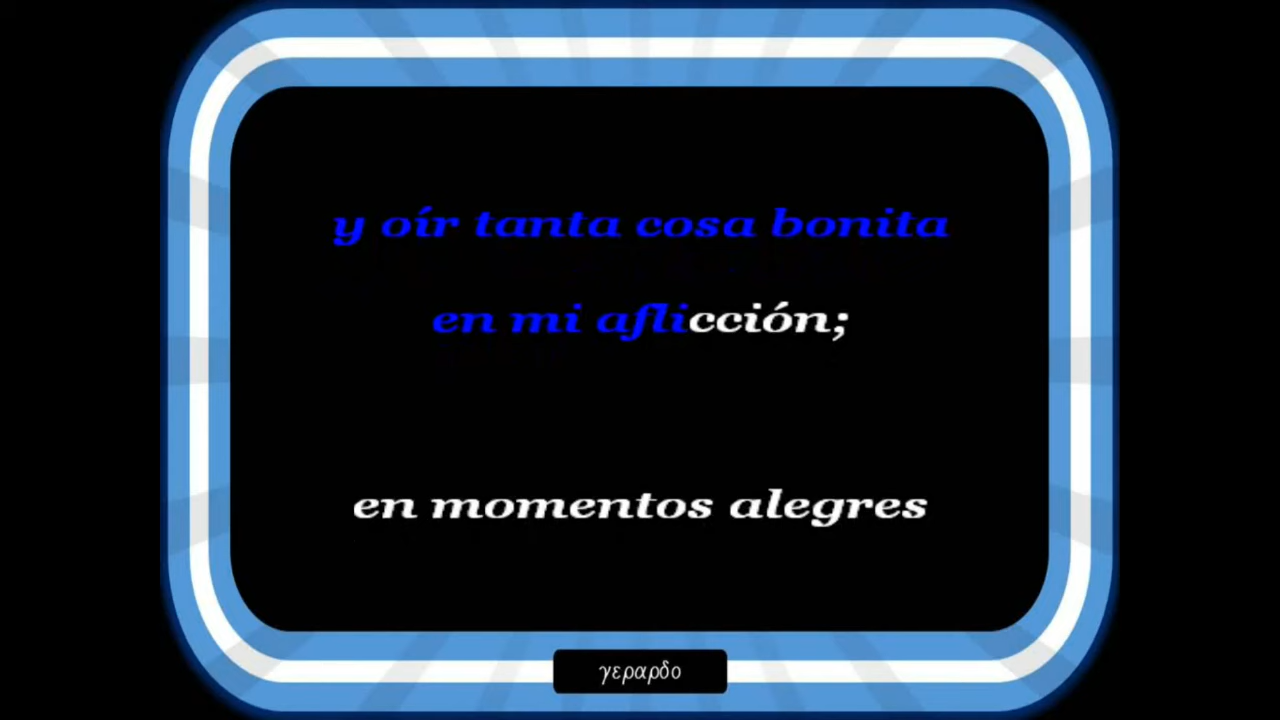 y oír tanta cosa bonita
en mi aflicción;
en momentos alegres
γεραρδο